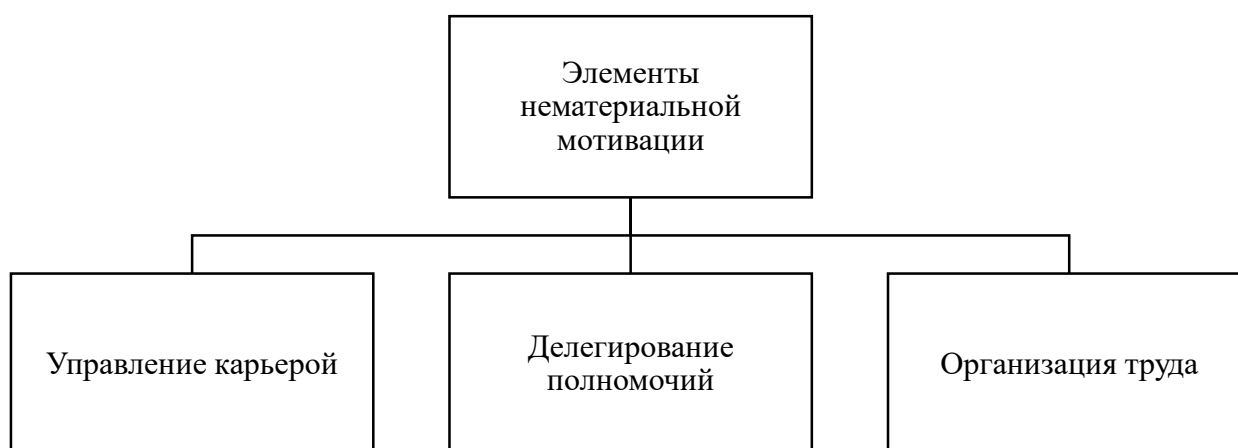 Элементы
нематериальной
мотивации
Управление карьерой
Делегирование
полномочий
Организация труда